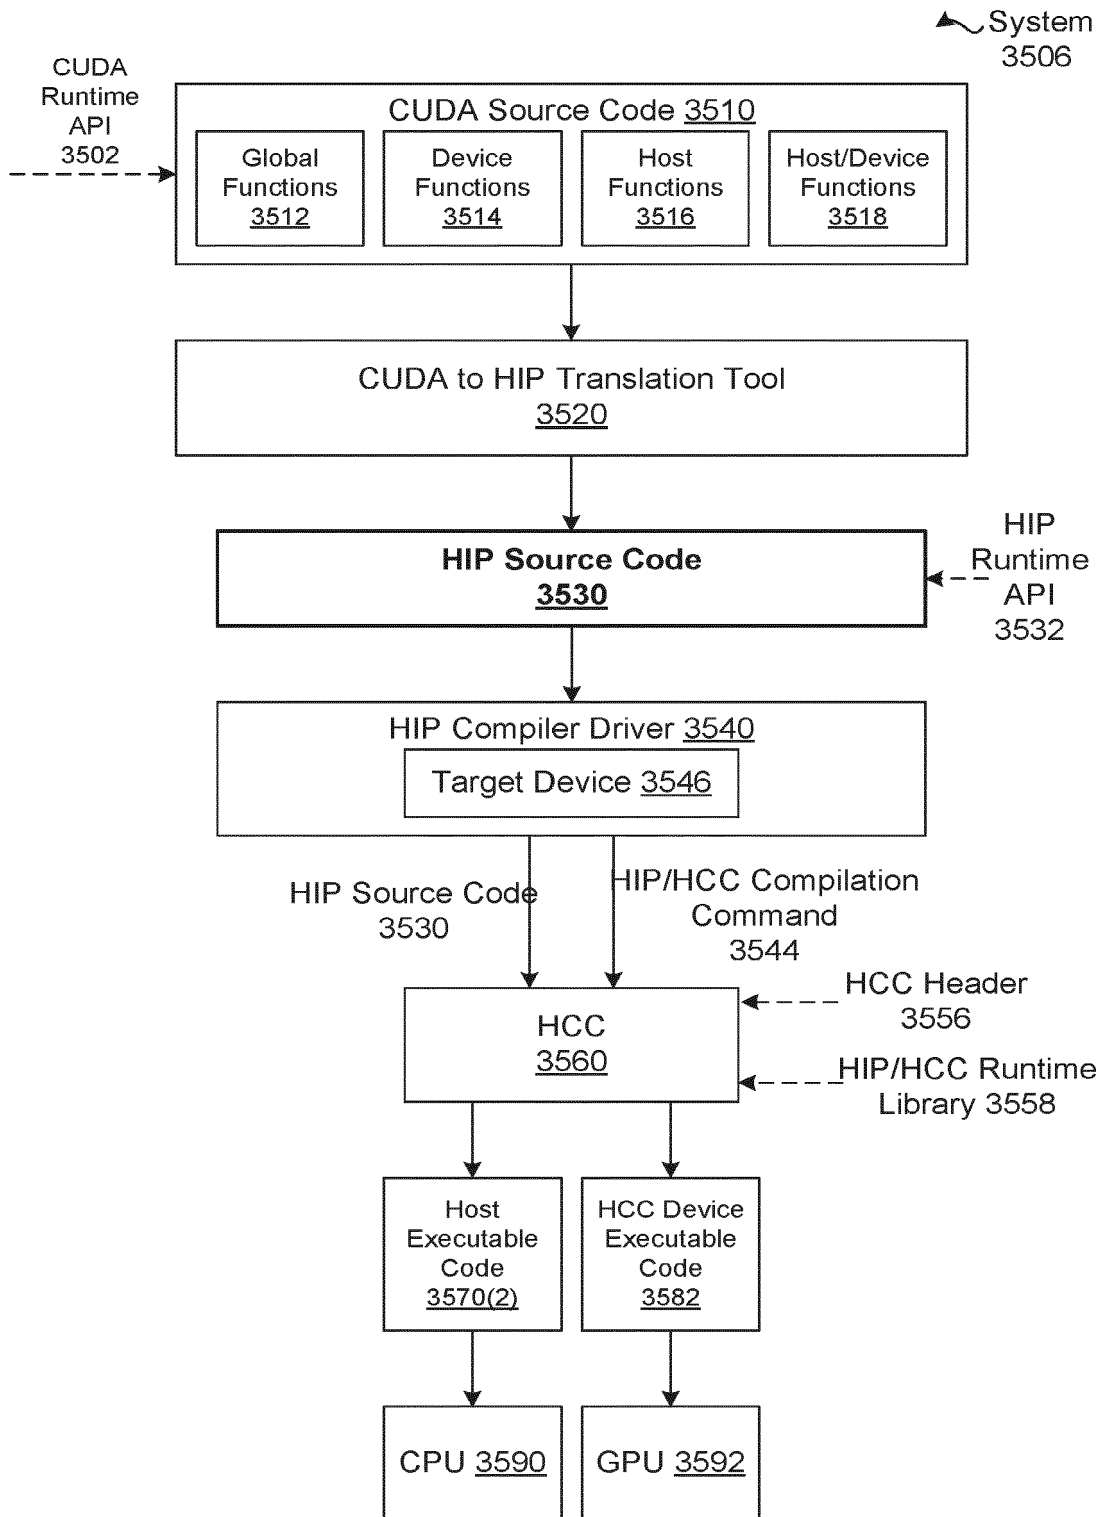 System
3506
CUDA
Runtime
API
3502
CUDA Source Code 3510
Global
Functions
3512
Device
Functions
3514
Host
Functions
3516
Host/Device
Functions
3518
CUDA to HIP Translation Tool
3520
HIP Source Code
3530
HIP
Runtime
API
3532
HIP Compiler Driver 3540
Target Device 3546
HIP Source Code
3530
HIP/HCC Compilation
Command
3544
HCC
3560
HCC Header
3556
HIP/HCC Runtime
Library 3558
Host
Executable
Code
3570(2)
HCC Device
Executable
Code
3582
CPU 3590
GPU 3592